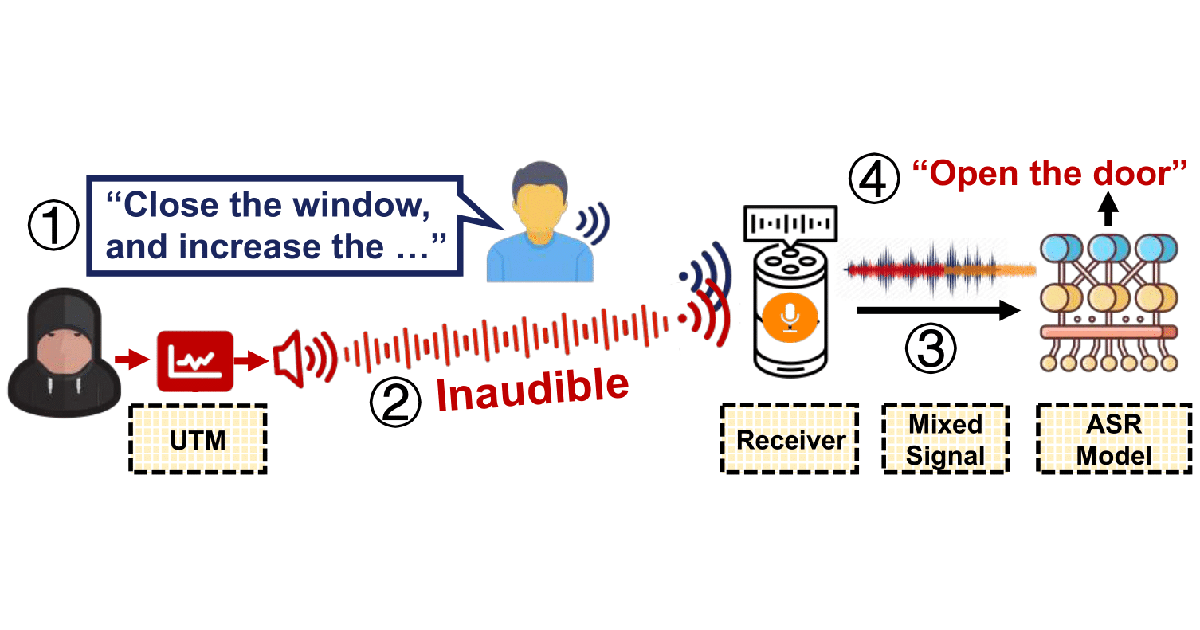 ①
“Close the window,
and increase the ...”
④ “Open the door”
② Inaudible
③
UTM
Receiver
Mixed
Signal
ASR
Model